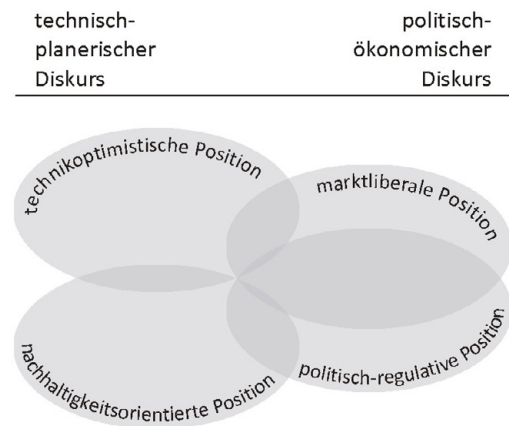 technisch-
planerischer
Diskurs
politisch-
ökonomischer
Diskurs
technikoptimistische Position
marktliberale Position
nachhaltigkeitsorientierte Position
politisch-regulative Position